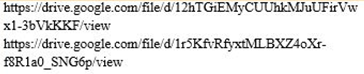 https://drive.google.com/file/d/12hTGiEMyCUUhkMJuUFirVw
x1-3bVkKKF/view
https://drive.google.com/file/d/1r5KfvRfyxtMLBXZ4oXr-
f8R1a0_SNG6p/view